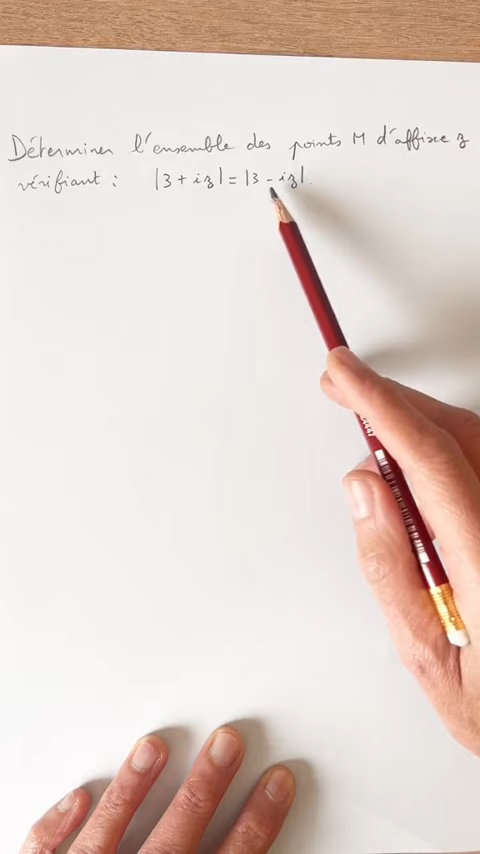 Déterminer l'ensemble des points M d'affixe z
vérifiant : |3 + iz| = |3 - iz|.